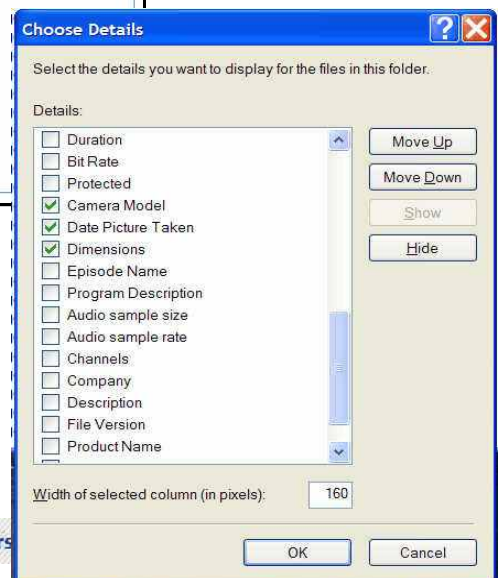 Choose Details
Select the details you want to display for the files in this folder.
Details:
Duration
Bit Rate
Protected
Camera Model
Date Picture Taken
Dimensions
Episode Name
Program Description
Audio sample size
Audio sample rate
Channels
Company
Description
File Version
Product Name
Move Up
Move Down
Show
Hide
Width of selected column (in pixels): 160
OK Cancel
rs